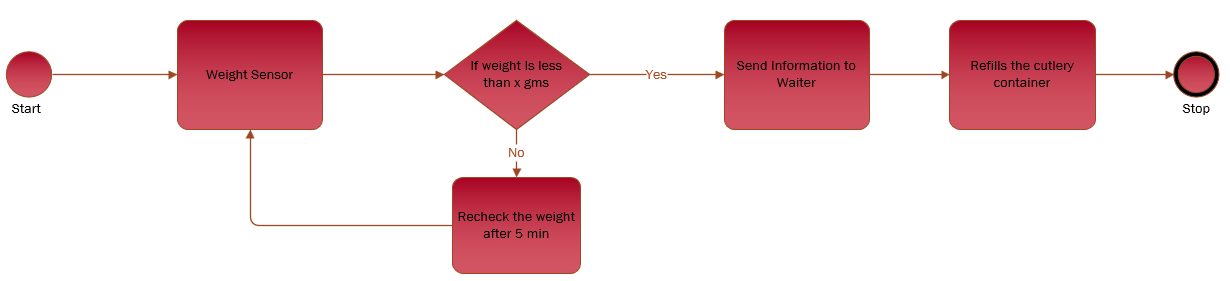 Start
Weight Sensor
If weight is less
than x gms
Yes
Send Information to
Waiter
Refills the cutlery
container
Stop
No
Recheck the weight
after 5 min